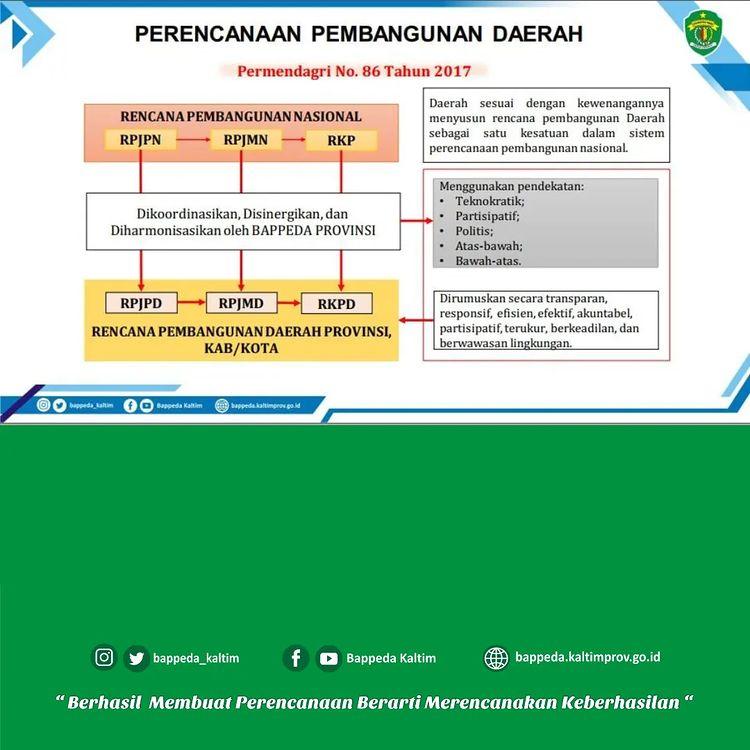 PERENCANAAN PEMBANGUNAN DAERAH
Permendagri No. 86 Tahun 2017
RENCANA PEMBANGUNAN NASIONAL
RPJPN RPJMN RKP
Dikoordinasikan, Disinergikan, dan
Diharmonisasikan oleh BAPPEDA PROVINSI
RPJPD RPJMD RKPD
RENCANA PEMBANGUNAN DAERAH PROVINSI,
KAB/KOTA
Daerah sesuai dengan kewenangannya
menyusun rencana pembangunan Daerah
sebagai satu kesatuan dalam sistem
perencanaan pembangunan nasional.
Menggunakan pendekatan:
• Teknokratik;
• Partisipatif;
• Politis;
• Atas-bawah;
• Bawah-atas.
Dirumuskan secara transparan,
responsif, efisien, efektif, akuntabel,
partisipatif, terukur, berkeadilan, dan
berwawasan lingkungan.
bappeda_kaltim Bappeda Kaltim bappeda.kaltimprov.go.id
bappeda_kaltim Bappeda Kaltim bappeda.kaltimprov.go.id
“ Berhasil Membuat Perencanaan Berarti Merencanakan Keberhasilan “